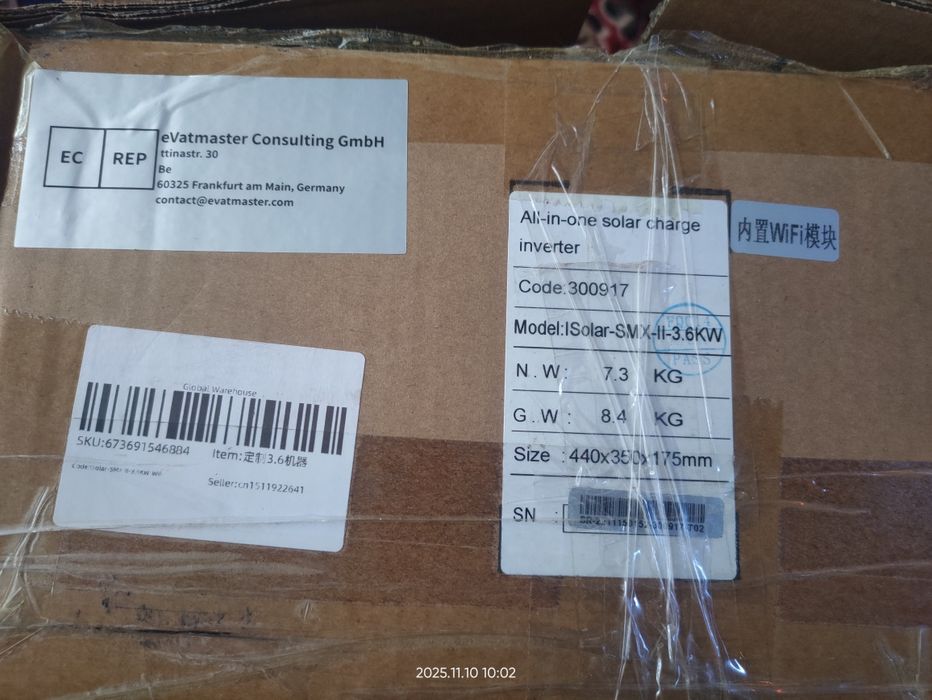 EC REP
eVatmaster Consulting GmbH
ttinastr. 30
Be
60325 Frankfurt am Main, Germany
contact@evatmaster.com
All-in-one solar charge
inverter
Code:300917
Model:ISolar-SMX-II-3.6KW
PASS
N.W: 7.3 KG
G.W: 8.4 KG
Size :440x350x175mm
SN :
内置WiFi模块
Global Warehouse
SKU:673691546884
Item:定制3.6机器
Seller:cn1511922641
2025.11.10 10:02